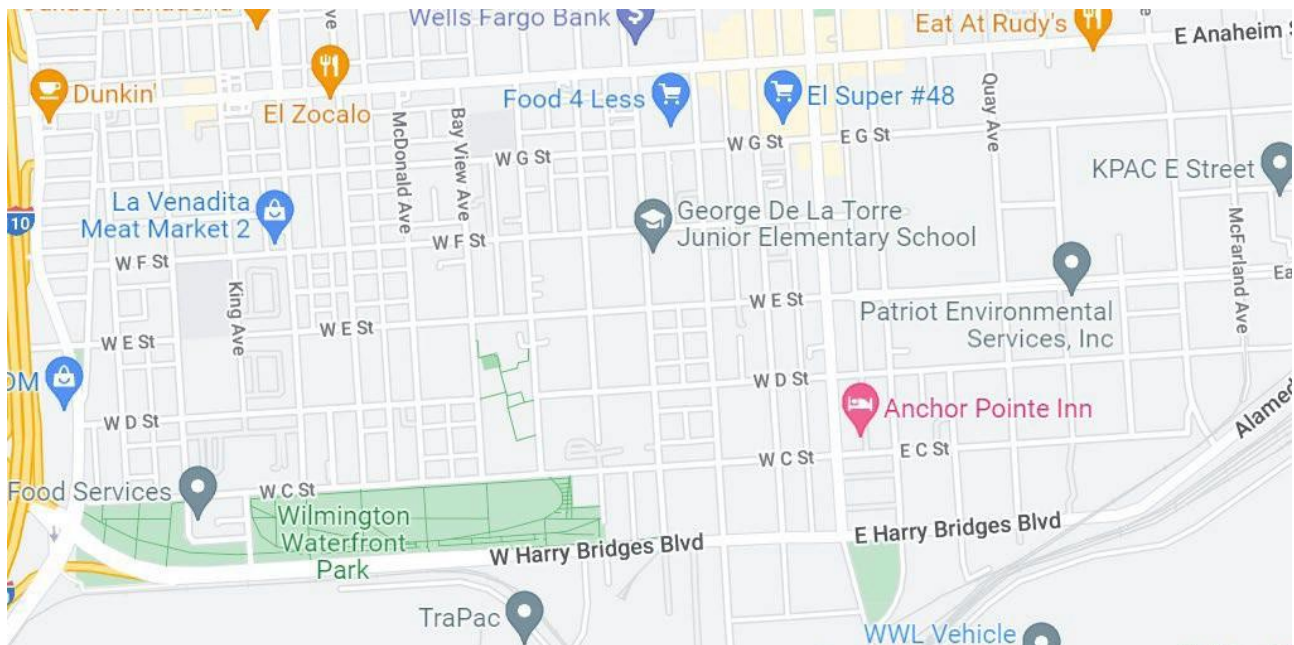 Wells Fargo Bank
Eat At Rudy's
E Anaheim S
Dunkin'
El Zocalo
Food 4 Less
El Super #48
McDonald Ave
Bay View Ave
W G St
W G St
E G St
Quay Ave
KPAC E Street
La Venadita
Meat Market 2
George De La Torre
Junior Elementary School
10
W F St
W F St
McFarland Ave
King Ave
W E St
W E St
W E St
Ea
Patriot Environmental
Services, Inc
DM
W D St
W D St
Anchor Pointe Inn
Alamed
W C St
E C St
Food Services
W C St
Wilmington
Waterfront
Park
W Harry Bridges Blvd
E Harry Bridges Blvd
TraPac
WWL Vehicle